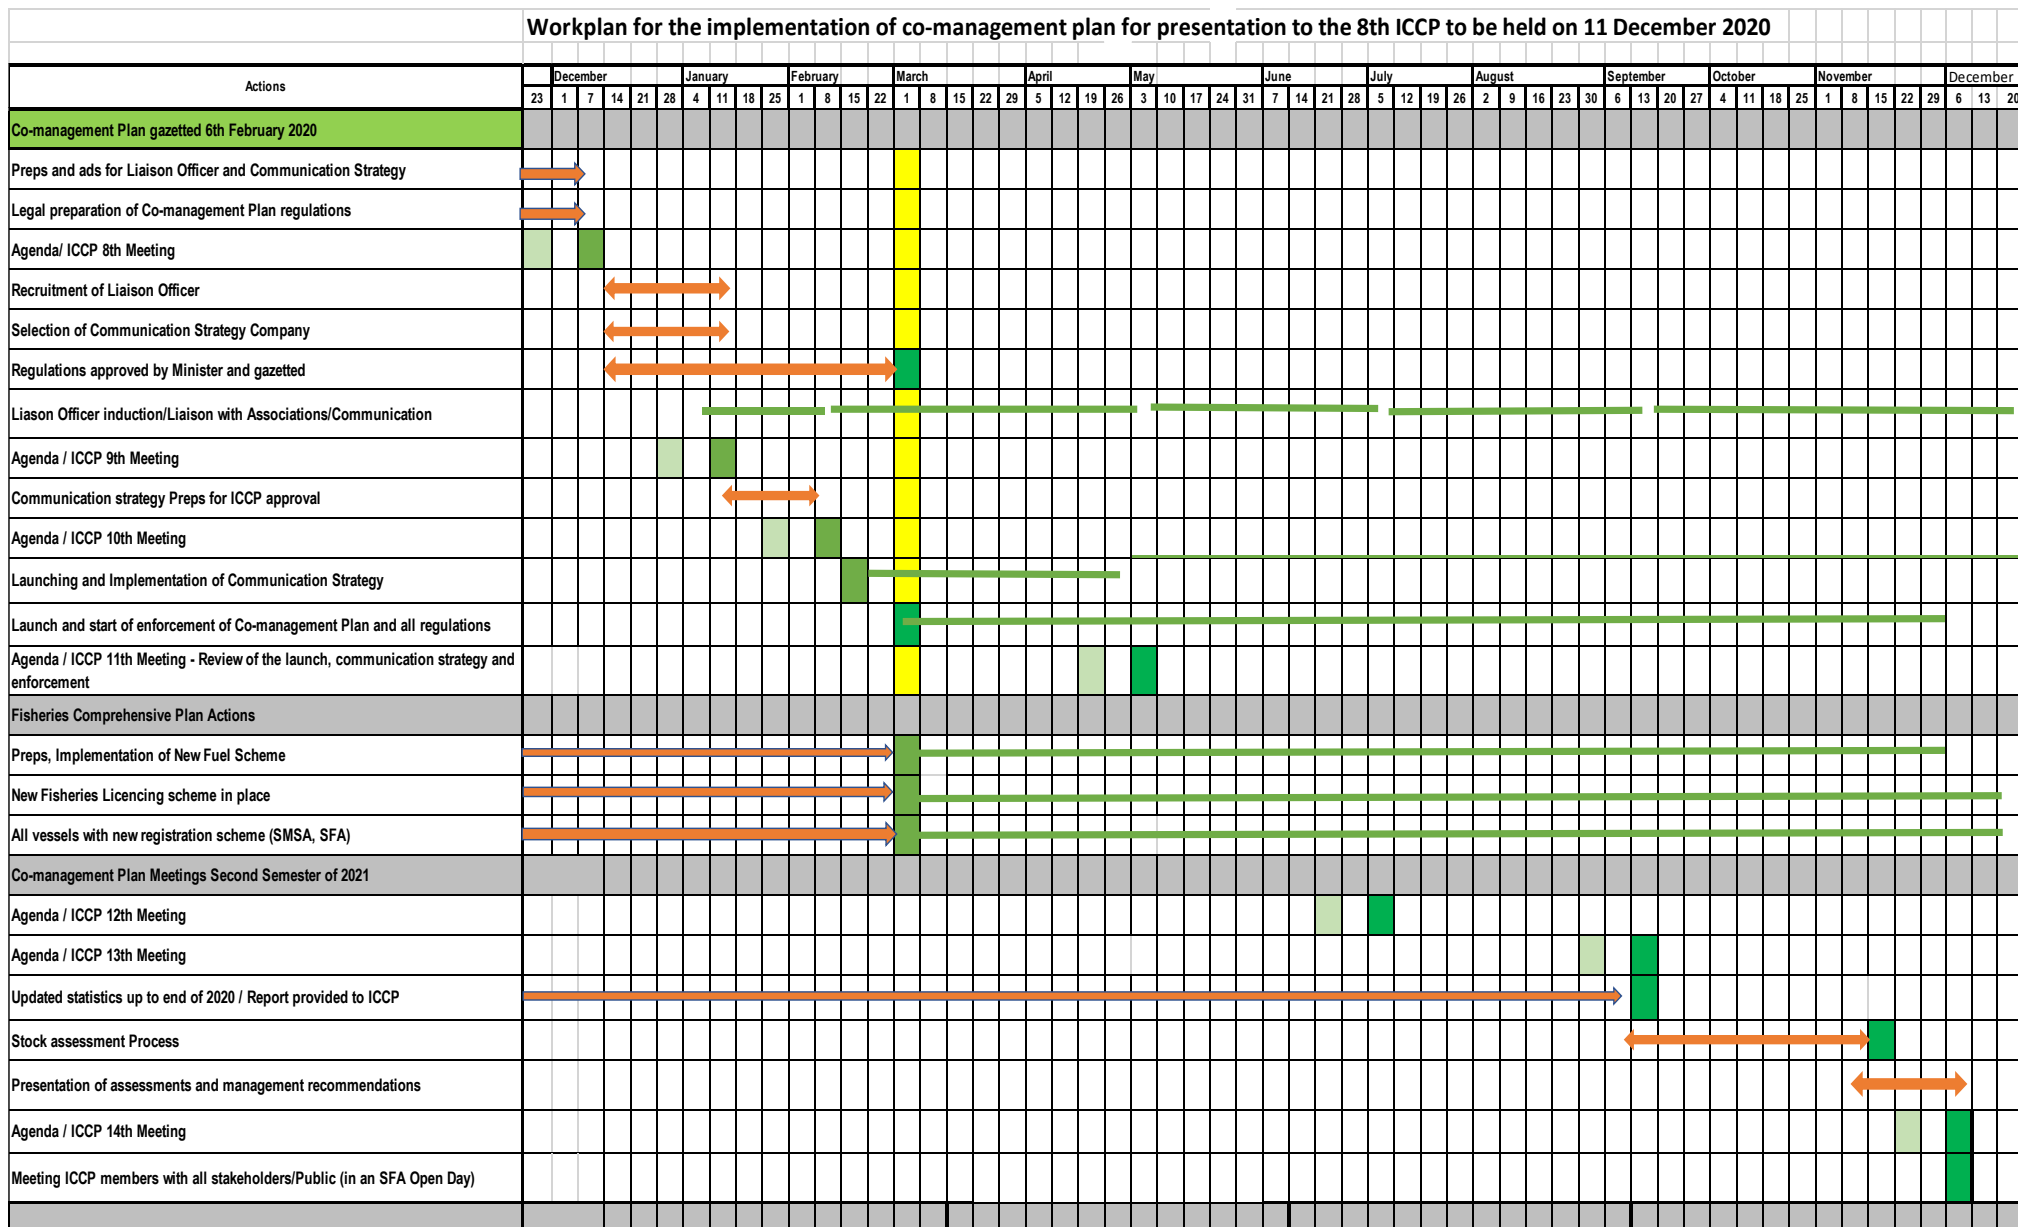 Workplan for the implementation of co-management plan for presentation to the 8th ICCP to be held on 11 December 2020
Actions
December January February March April May June July August September October November December
23 1 7 14 21 28 4 11 18 25 1 8 15 22 1 8 15 22 29 5 12 19 26 3 10 17 24 31 7 14 21 28 5 12 19 26 2 9 16 23 30 6 13 20 27 4 11 18 25 1 8 15 22 29 6 13 20
Co-management Plan gazetted 6th February 2020
Preps and ads for Liaison Officer and Communication Strategy
Legal preparation of Co-management Plan regulations
Agenda/ ICCP 8th Meeting
Recruitment of Liaison Officer
Selection of Communication Strategy Company
Regulations approved by Minister and gazetted
Liason Officer induction/Liaison with Associations/Communication
Agenda / ICCP 9th Meeting
Communication strategy Preps for ICCP approval
Agenda / ICCP 10th Meeting
Launching and Implementation of Communication Strategy
Launch and start of enforcement of Co-management Plan and all regulations
Agenda / ICCP 11th Meeting - Review of the launch, communication strategy and
enforcement
Fisheries Comprehensive Plan Actions
Preps, Implementation of New Fuel Scheme
New Fisheries Licencing scheme in place
All vessels with new registration scheme (SMSA, SFA)
Co-management Plan Meetings Second Semester of 2021
Agenda / ICCP 12th Meeting
Agenda / ICCP 13th Meeting
Updated statistics up to end of 2020 / Report provided to ICCP
Stock assessment Process
Presentation of assessments and management recommendations
Agenda / ICCP 14th Meeting
Meeting ICCP members with all stakeholders/Public (in an SFA Open Day)